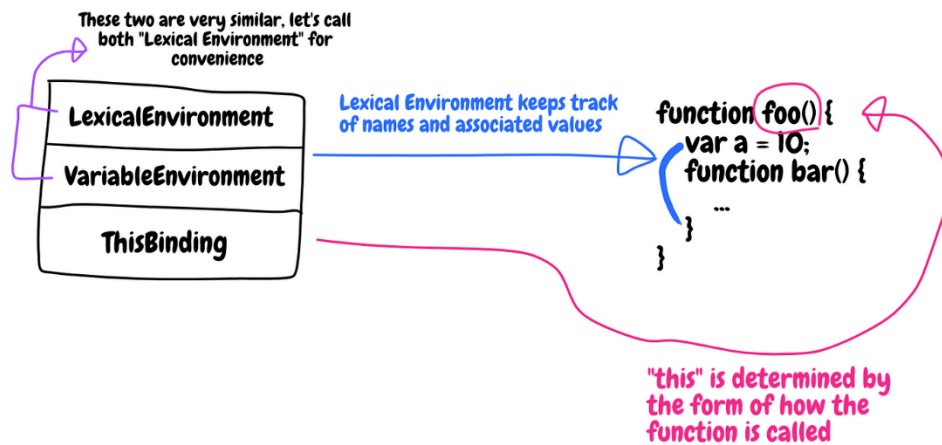 These two are very similar, let's call
both "Lexical Environment" for
convenience
LexicalEnvironment
VariableEnvironment
ThisBinding
Lexical Environment keeps track
of names and associated values
function foo() {
var a = 10;
function bar() {
...
}
}
"this" is determined by
the form of how the
function is called